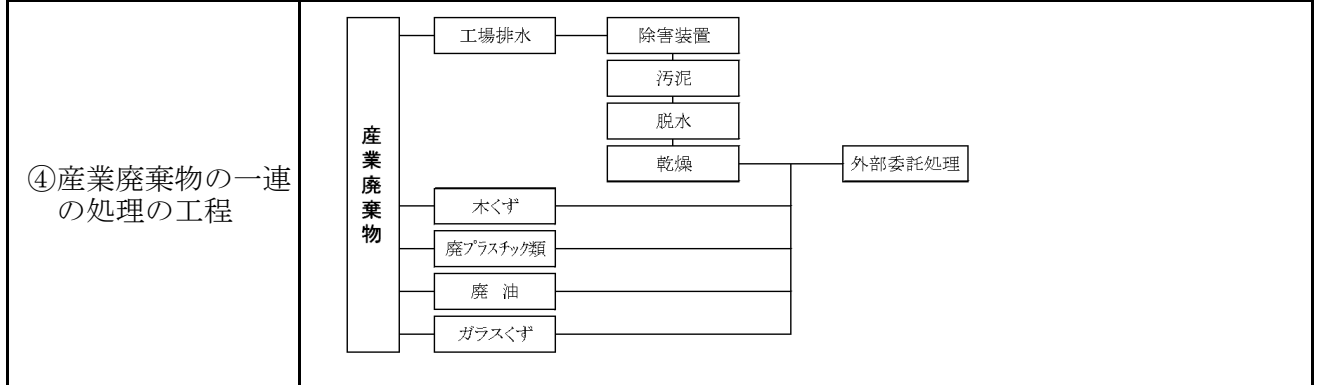 ④産業廃棄物の一連
の処理の工程
産業廃棄物
工場排水
除害装置
汚泥
脱水
乾燥
外部委託処理
木くず
廃プラスチック類
廃 油
ガラスくず